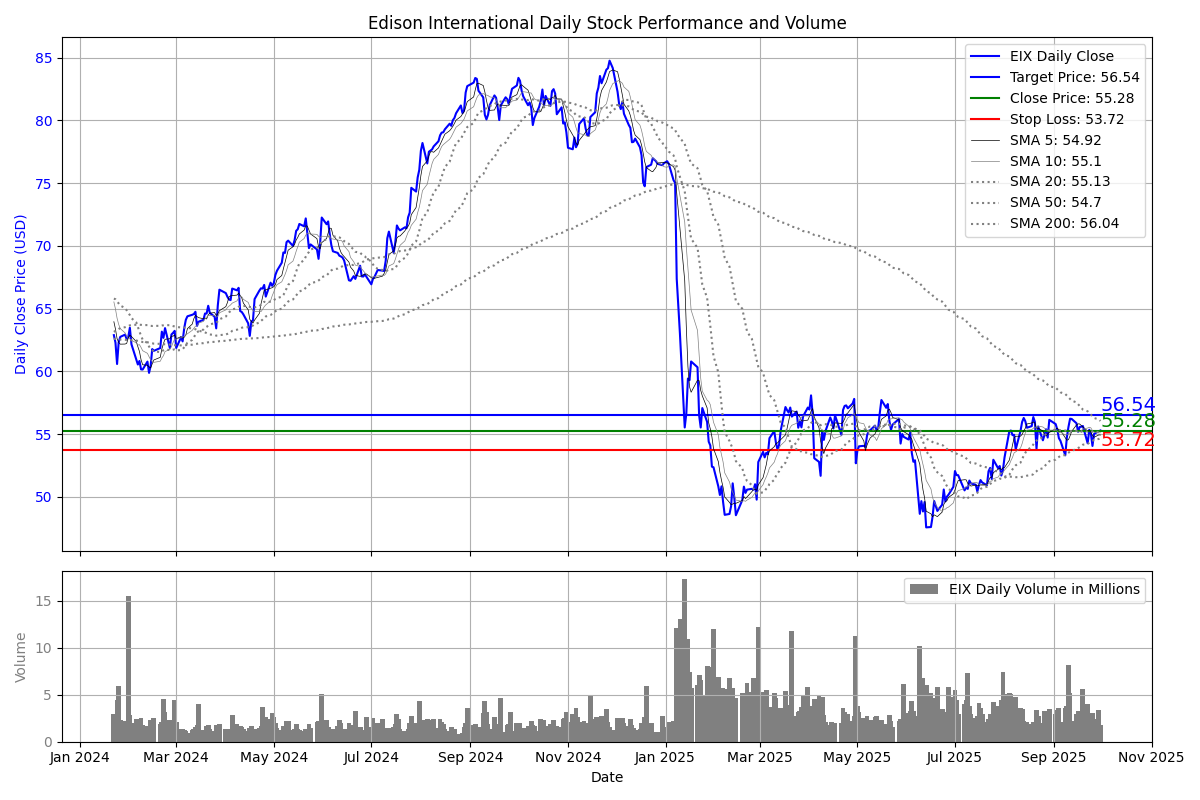 Edison International Daily Stock Performance and Volume
Daily Close Price (USD)
85
80
75
70
65
60
55
50
EIX Daily Close
Target Price: 56.54
Close Price: 55.28
Stop Loss: 53.72
SMA 5: 54.92
SMA 10: 55.1
SMA 20: 55.13
SMA 50: 54.7
SMA 200: 56.04
56.54
55.28
53.72
Volume
15
10
5
0
EIX Daily Volume in Millions
Jan 2024 Mar 2024 May 2024 Jul 2024 Sep 2024 Nov 2024 Jan 2025 Mar 2025 May 2025 Jul 2025 Sep 2025 Nov 2025
Date